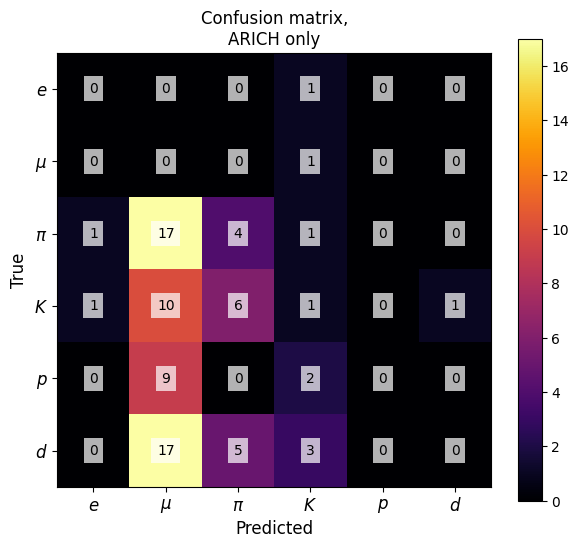 Confusion matrix,
ARICH only
True
e 0 0 0 1 0 0
μ 0 0 0 1 0 0
π 1 17 4 1 0 0
K 1 10 6 1 0 1
p 0 9 0 2 0 0
d 0 17 5 3 0 0
e μ π K p d
Predicted
16
14
12
10
8
6
4
2
0